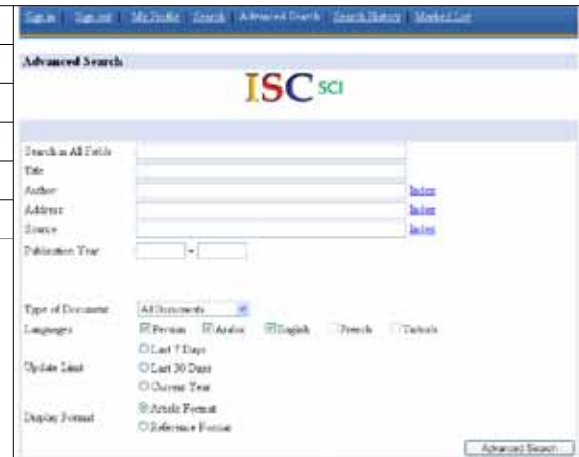 Sign in | Sign out | My Profile | Search | Advanced Search | Search History | Marked List
Advanced Search
ISC SCI
Search in All Fields
Title
Author Index
Address Index
Source Index
Publication Year -
Type of Document All Documents
Languages Persian Arabic English French Turkish
Update Limit Last 7 Days
Last 30 Days
Current Year
Display Format Article Format
Reference Format
Advanced Search